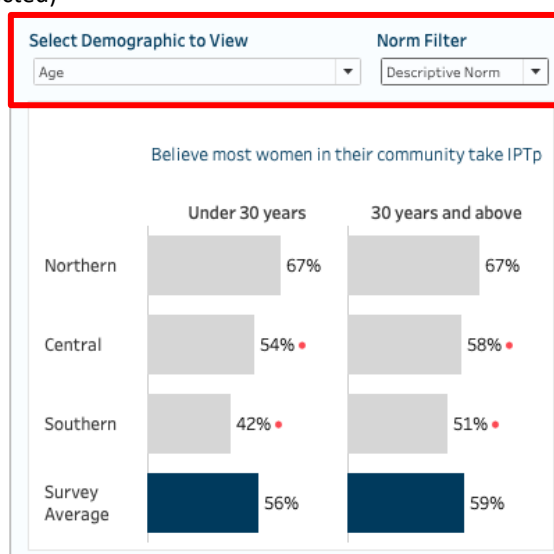 cted)
Select Demographic to View Norm Filter
Age Descriptive Norm
Believe most women in their community take IPTp
Under 30 years 30 years and above
Northern 67% 67%
Central 54% 58%
Southern 42% 51%
Survey
Average 56% 59%